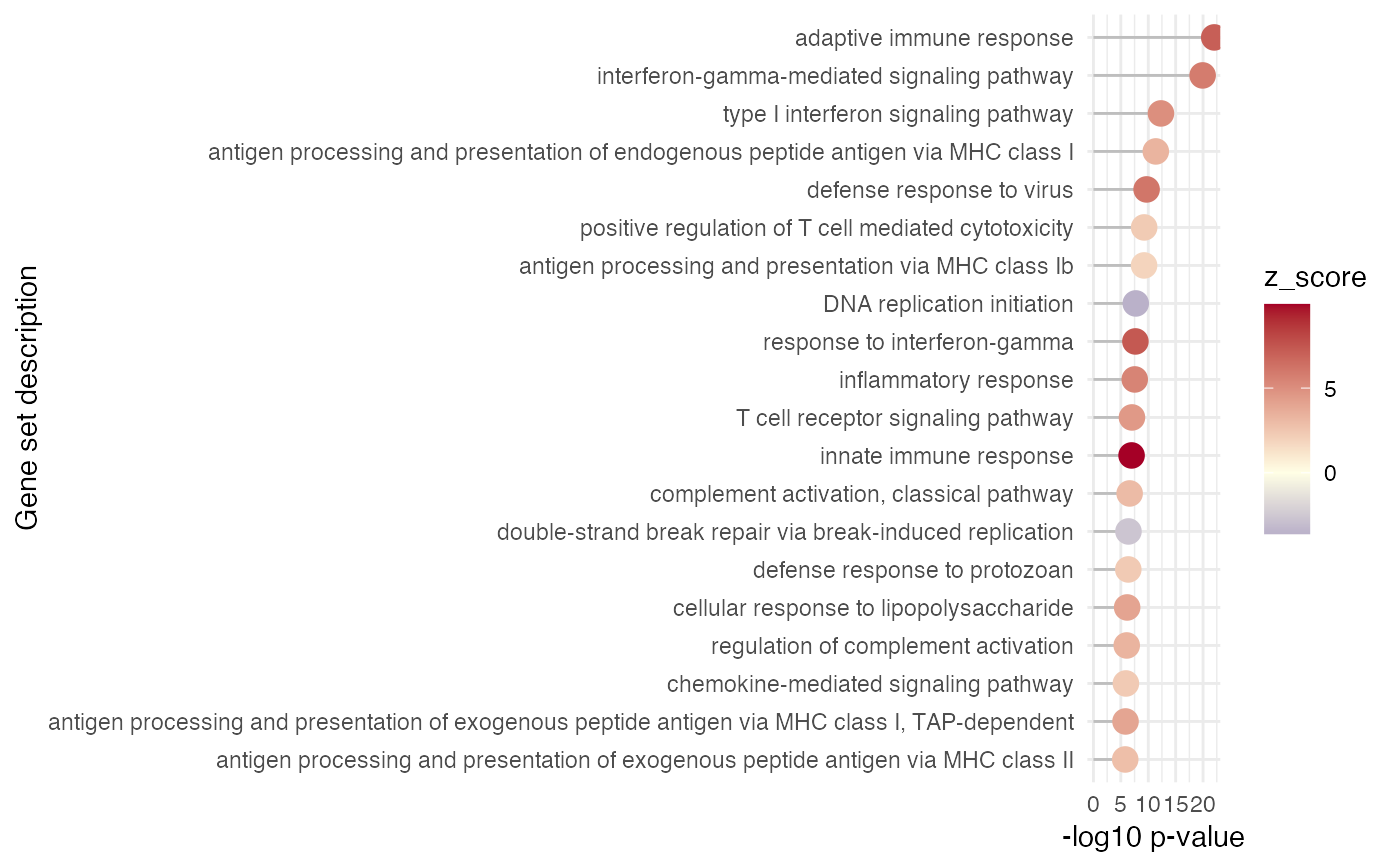 adaptive immune response
interferon-gamma-mediated signaling pathway
type I interferon signaling pathway
antigen processing and presentation of endogenous peptide antigen via MHC class I
defense response to virus
positive regulation of T cell mediated cytotoxicity
antigen processing and presentation via MHC class Ib
DNA replication initiation
response to interferon-gamma
inflammatory response
T cell receptor signaling pathway
innate immune response
complement activation, classical pathway
double-strand break repair via break-induced replication
defense response to protozoan
cellular response to lipopolysaccharide
regulation of complement activation
chemokine-mediated signaling pathway
antigen processing and presentation of exogenous peptide antigen via MHC class I, TAP-dependent
antigen processing and presentation of exogenous peptide antigen via MHC class II
Gene set description
0 5 10 15 20
-log10 p-value
z_score
5
0